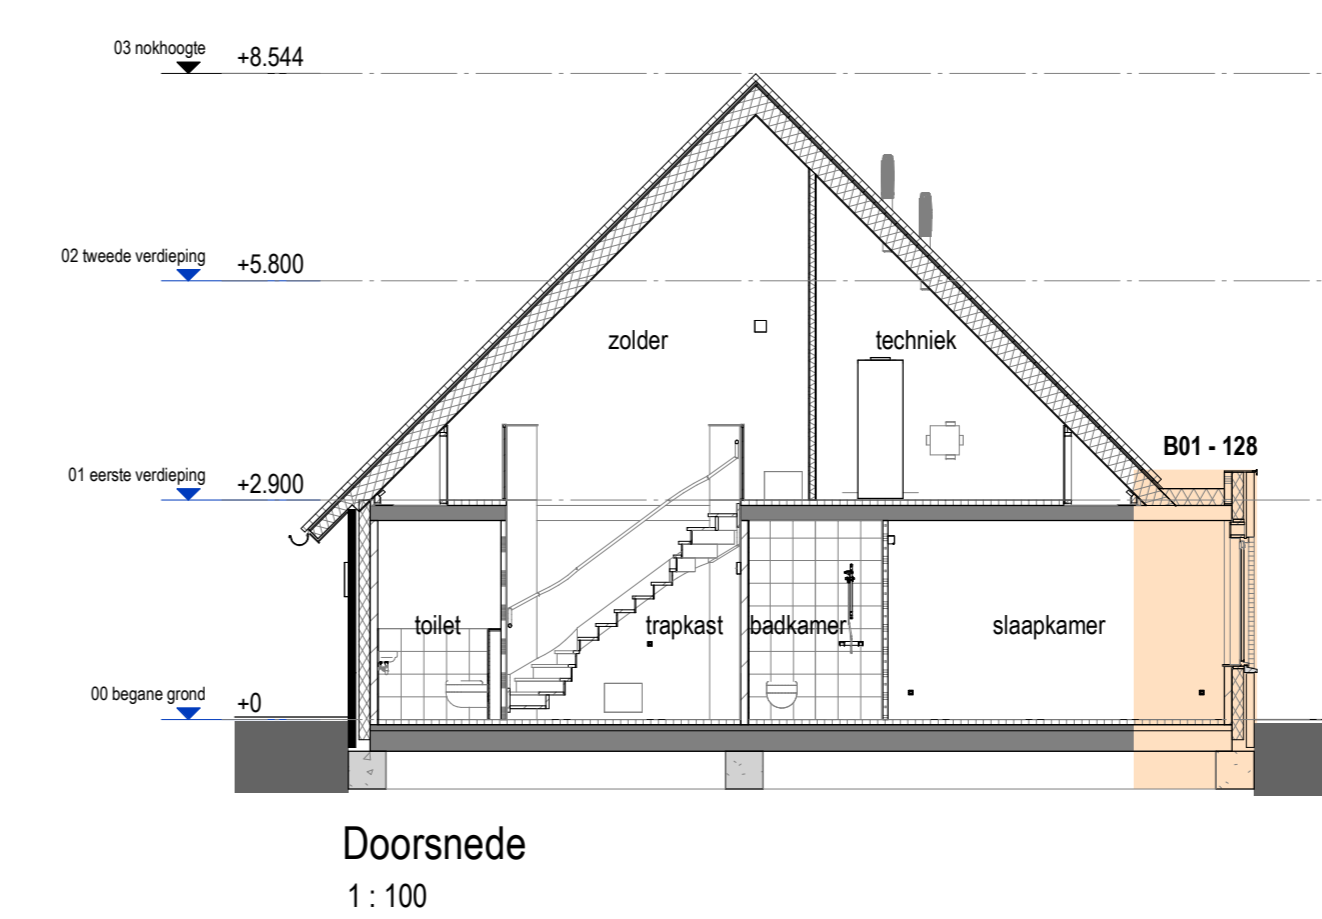 03 nokhoogte
+8.544
02 tweede verdieping
+5.800
zolder
techniek
B01 - 128
01 eerste verdieping
+2.900
toilet
trapkast
badkamer
slaapkamer
00 begane grond
+0
Doorsnede
1 : 100